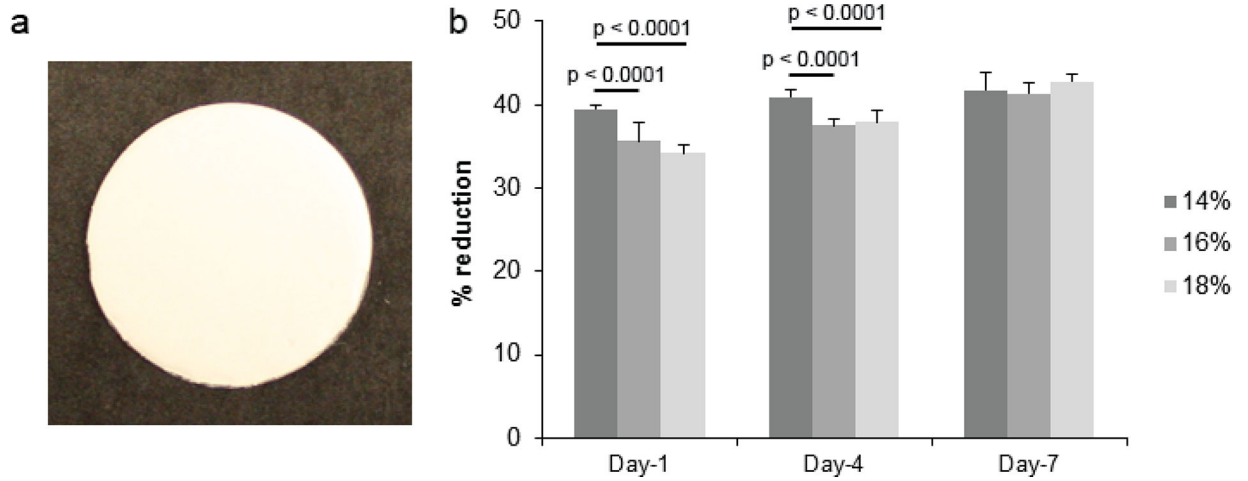 a
b
% reduction
50
40
30
20
10
0
p < 0.0001
p < 0.0001
p < 0.0001
p < 0.0001
Day-1
Day-4
Day-7
14%
16%
18%